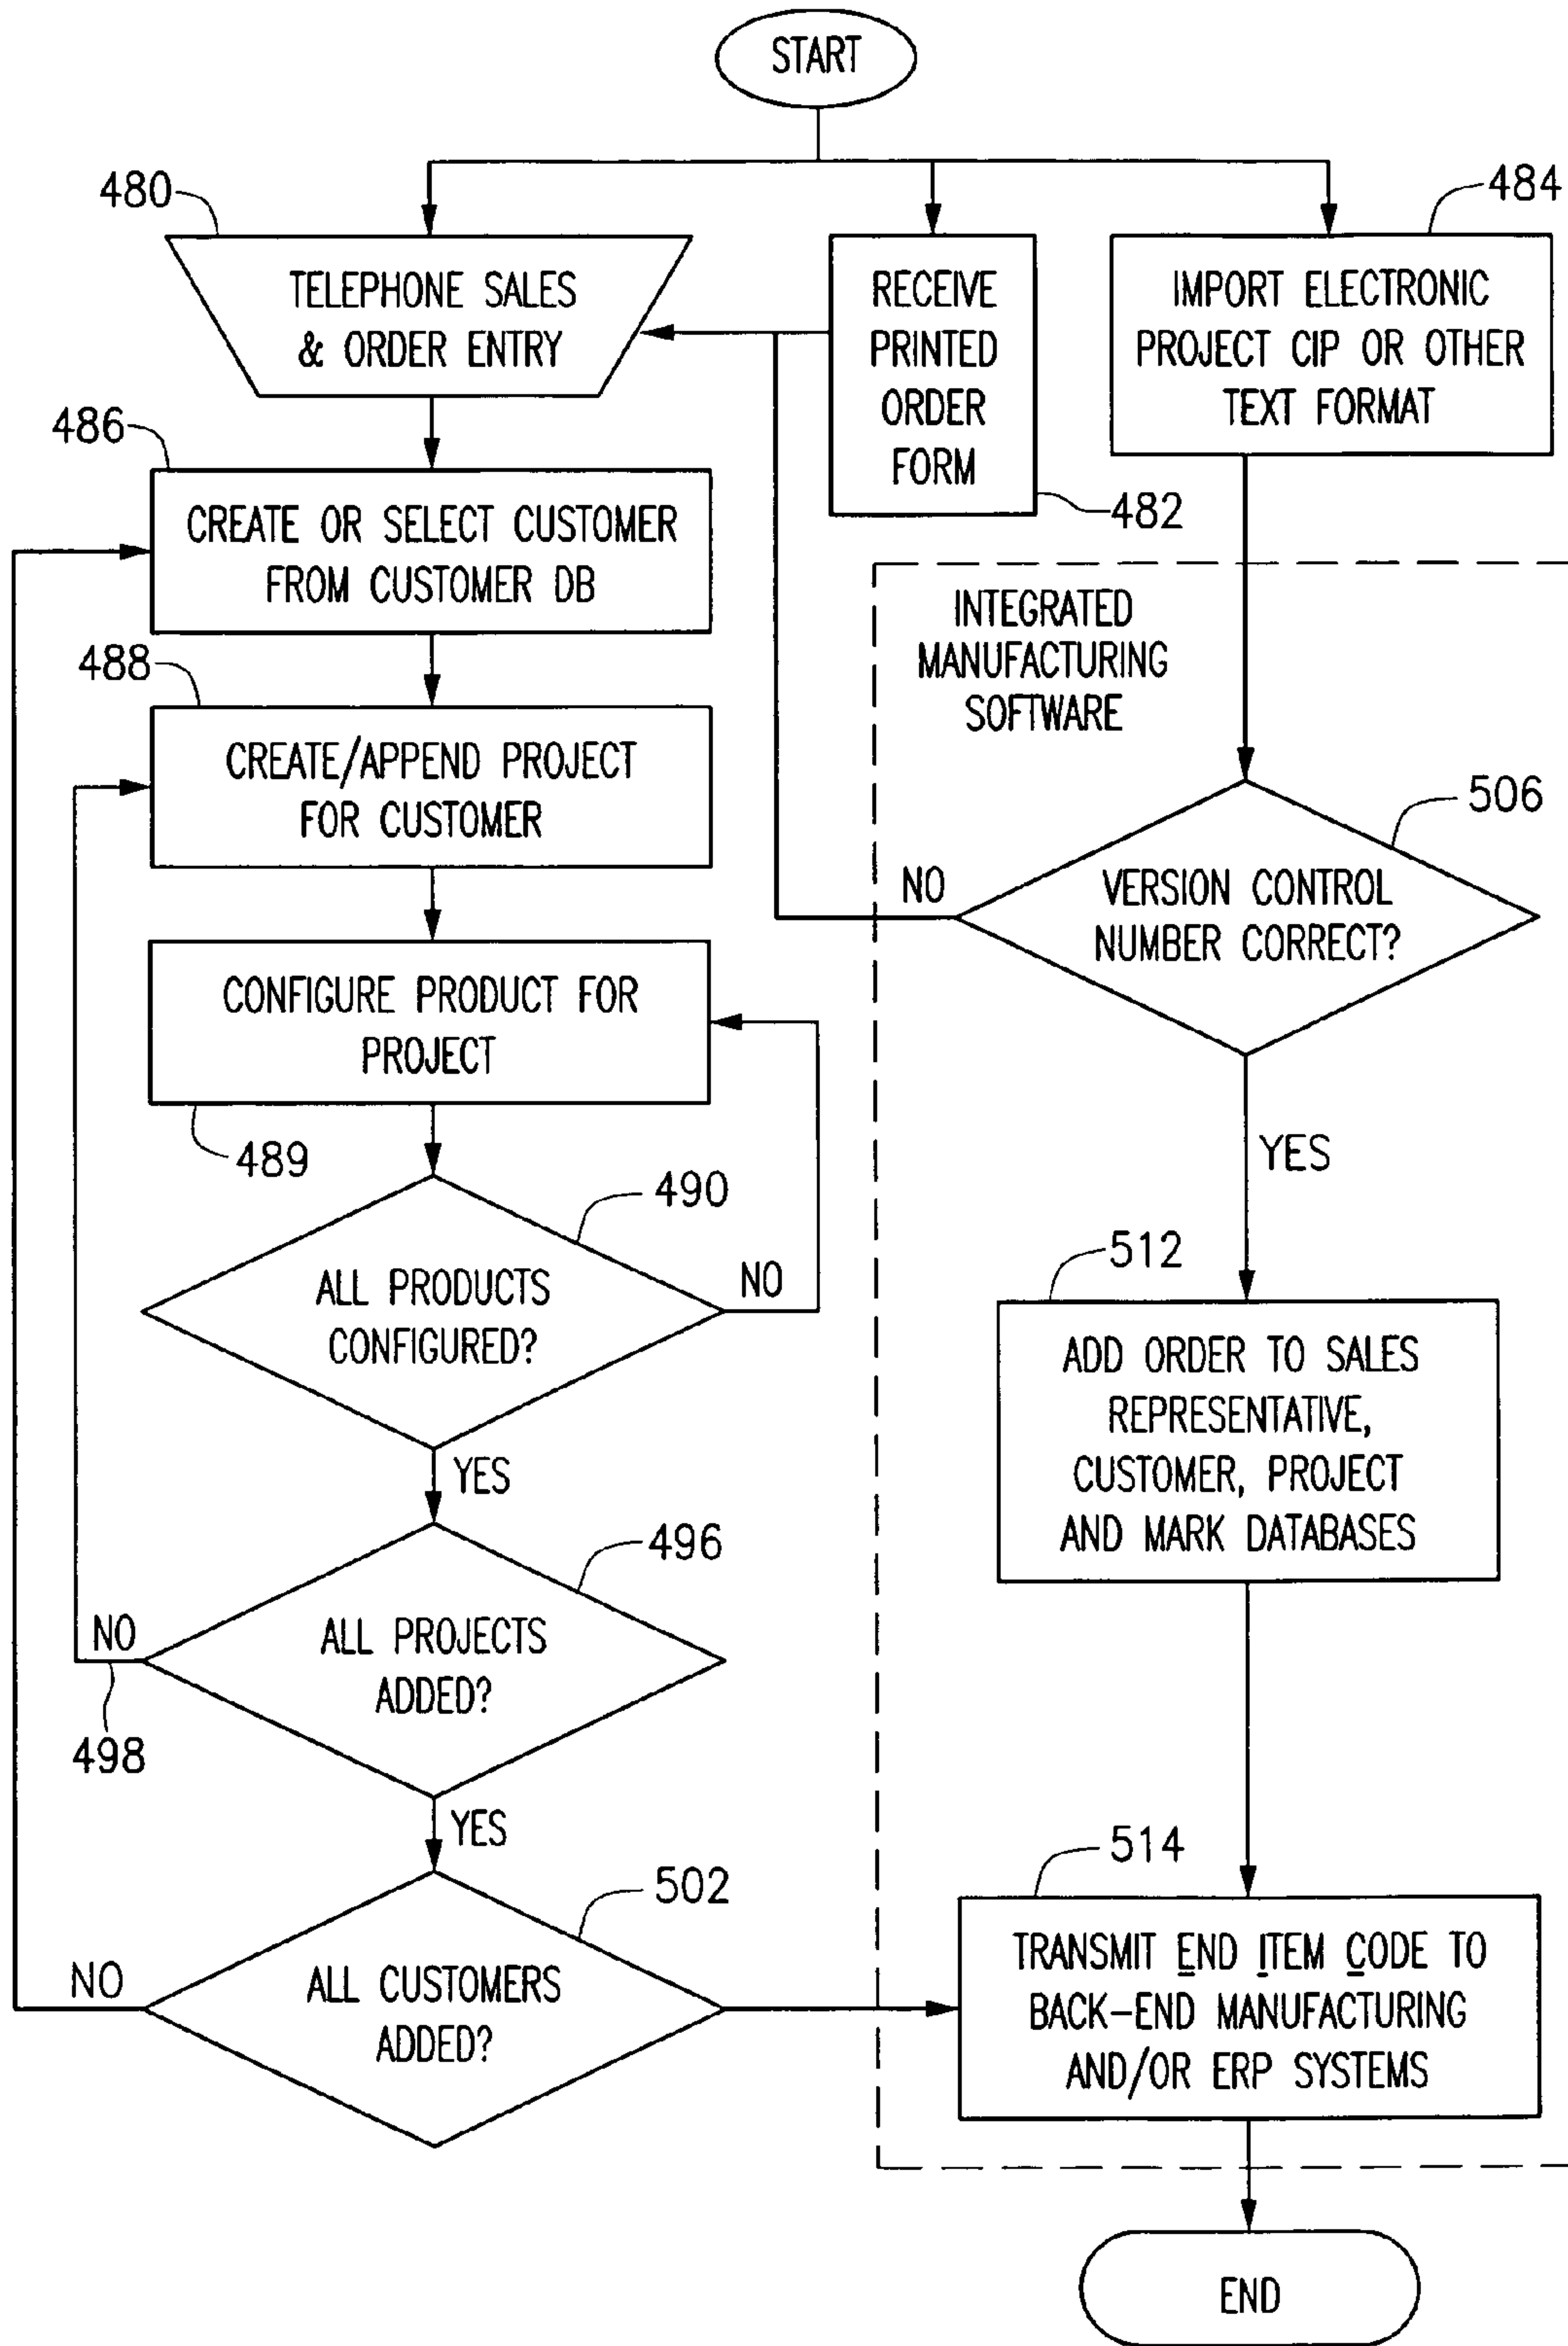 START
480
484
TELEPHONE SALES
& ORDER ENTRY
RECEIVE
PRINTED
ORDER
FORM
IMPORT ELECTRONIC
PROJECT CIP OR OTHER
TEXT FORMAT
486
482
CREATE OR SELECT CUSTOMER
FROM CUSTOMER DB
INTEGRATED
MANUFACTURING
SOFTWARE
488
CREATE/APPEND PROJECT
FOR CUSTOMER
506
NO
VERSION CONTROL
NUMBER CORRECT?
CONFIGURE PRODUCT FOR
PROJECT
489
YES
490
ALL PRODUCTS
CONFIGURED?
NO
512
ADD ORDER TO SALES
REPRESENTATIVE,
CUSTOMER, PROJECT
AND MARK DATABASES
YES
496
ALL PROJECTS
ADDED?
NO
498
YES
502
514
ALL CUSTOMERS
ADDED?
NO
TRANSMIT END ITEM CODE TO
BACK-END MANUFACTURING
AND/OR ERP SYSTEMS
END